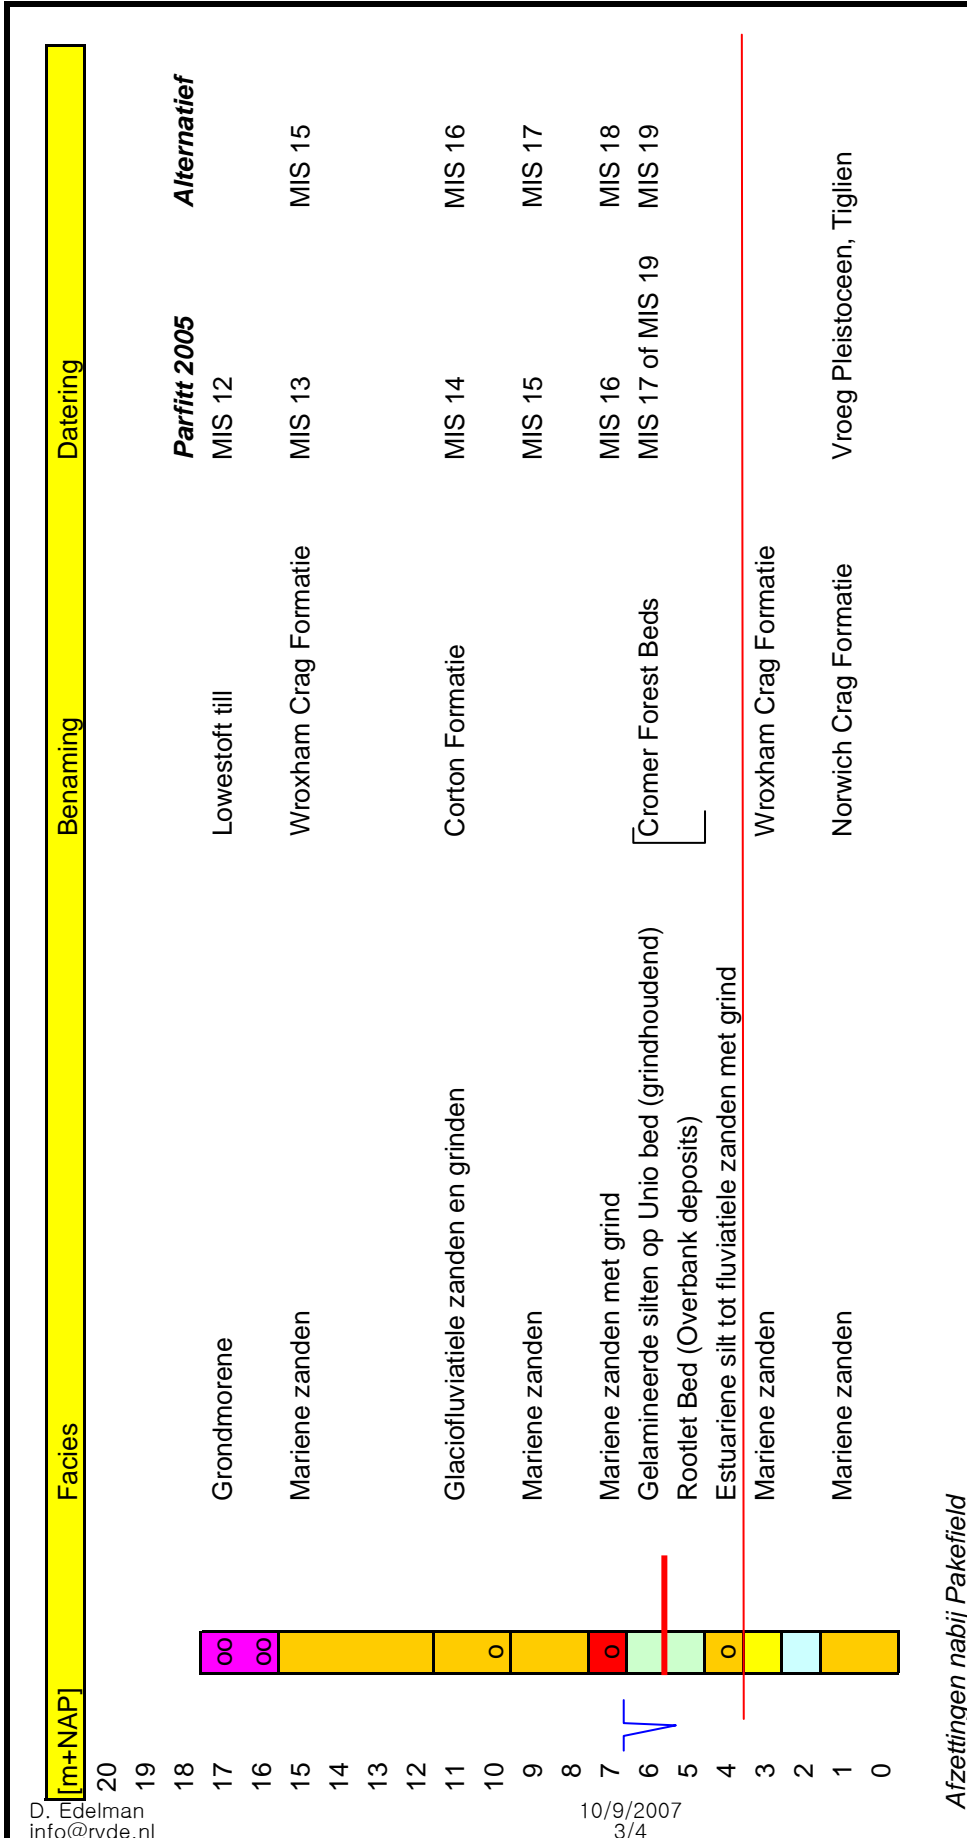 [m+NAP] Facies Benaming Datering
20
19
18 Parfitt 2005 Alternatief
17 oo Grondmorene Lowestoft till MIS 12
16 oo
15 Mariene zanden Wroxham Crag Formatie MIS 13 MIS 15
14
13
12
11 Glaciofluviatiele zanden en grinden Corton Formatie MIS 14 MIS 16
10 o
9 Mariene zanden MIS 15 MIS 17
8
7 o Mariene zanden met grind MIS 16 MIS 18
6 Gelamineerde silten op Unio bed (grindhoudend) Cromer Forest Beds MIS 17 of MIS 19 MIS 19
5 Rootlet Bed (Overbank deposits)
4 o Estuariene silt tot fluviatiele zanden met grind
3 Mariene zanden Wroxham Crag Formatie
2
1 Mariene zanden Norwich Crag Formatie Vroeg Pleistoceen, Tiglien
0
Afzettingen nabij Pakefield
D. Edelman
info@ryde.nl
10/9/2007
3/4